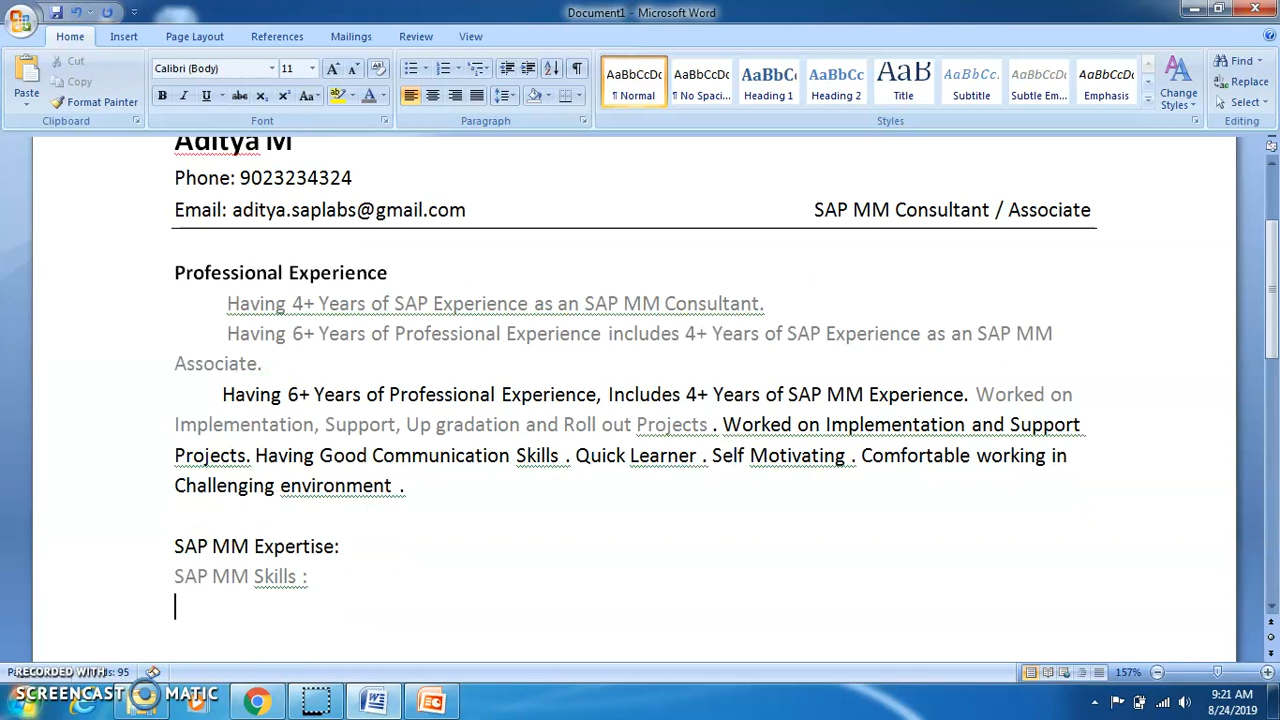 Document1 - Microsoft Word
Home Insert Page Layout References Mailings Review View
Paste
Cut
Copy
Format Painter
Clipboard
Calibri (Body) 11
B I U abc x₂ x² Aa
Font
Paragraph
AaBbCcDc AaBbCcDc AaBbC AaBbCc AaB AaBbCc. AaBbCcDc AaBbCcDc
¶ Normal ¶ No Spaci... Heading 1 Heading 2 Title Subtitle Subtle Em... Emphasis
Change Styles
Styles
Find
Replace
Select
Editing
Aditya M
Phone: 9023234324
Email: aditya.saplabs@gmail.com SAP MM Consultant / Associate
Professional Experience
Having 4+ Years of SAP Experience as an SAP MM Consultant.
Having 6+ Years of Professional Experience includes 4+ Years of SAP Experience as an SAP MM
Associate.
Having 6+ Years of Professional Experience, Includes 4+ Years of SAP MM Experience. Worked on
Implementation, Support, Up gradation and Roll out Projects . Worked on Implementation and Support
Projects. Having Good Communication Skills . Quick Learner . Self Motivating . Comfortable working in
Challenging environment .
SAP MM Expertise:
SAP MM Skills :
95
157%
RECORDED WITH
SCREENCAST MATIC
9:21 AM
8/24/2019